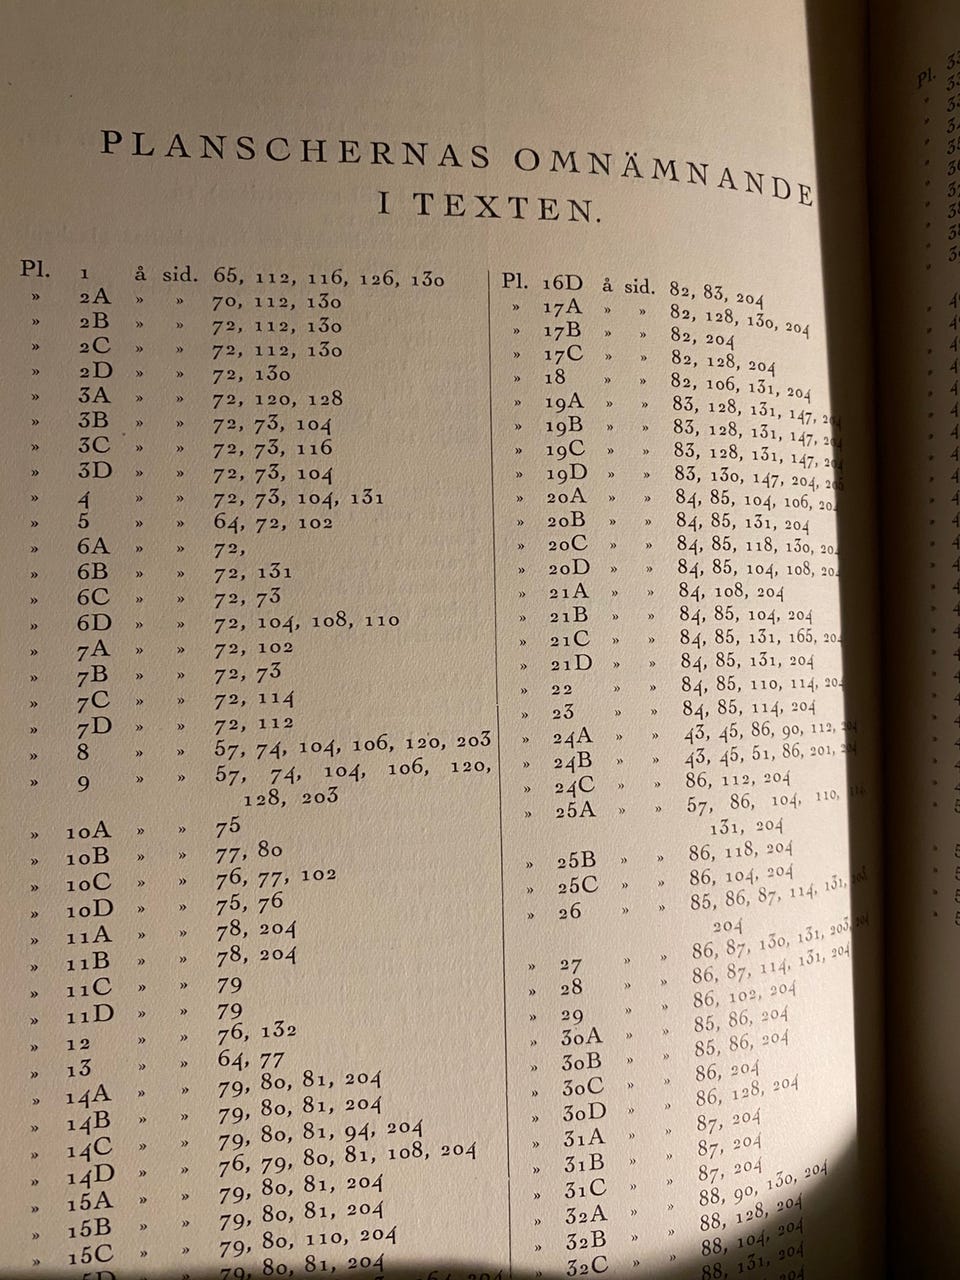 PLANSCHERNAS OMNÄMNANDE
I TEXTEN.
Pl. 1 å sid. 65, 112, 116, 126, 130
» 2A » » 70, 112, 130
» 2B » » 72, 112, 130
» 2C » » 72, 112, 130
» 2D » » 72, 130
» 3A » » 72, 120, 128
» 3B » » 72, 73, 104
» 3C » » 72, 73, 116
» 3D » » 72, 73, 104
» 4 » » 72, 73, 104, 131
» 5 » » 64, 72, 102
» 6A » » 72,
» 6B » » 72, 131
» 6C » » 72, 73
» 6D » » 72, 104, 108, 110
» 7A » » 72, 102
» 7B » » 72, 73
» 7C » » 72, 114
» 7D » » 72, 112
» 8 » » 57, 74, 104, 106, 120, 203
» 9 » » 57, 74, 104, 106, 120,
128, 203
» 10A » » 75
» 10B » » 77, 80
» 10C » » 76, 77, 102
» 10D » » 75, 76
» 11A » » 78, 204
» 11B » » 78, 204
» 11C » » 79
» 11D » » 79
» 12 » » 76, 132
» 13 » » 64, 77
» 14A » » 79, 80, 81, 204
» 14B » » 79, 80, 81, 204
» 14C » » 79, 80, 81, 94, 204
» 14D » » 76, 79, 80, 81, 108, 204
» 15A » » 79, 80, 81, 204
» 15B » » 79, 80, 81, 204
» 15C » » 79, 80, 110, 204
79, 80, 81, 204
Pl. 16D å sid. 82, 83, 204
» 17A » » 82, 128, 130, 204
» 17B » » 82, 204
» 17C » » 82, 128, 204
» 18 » » 82, 106, 131, 204
» 19A » » 83, 128, 131, 147,
» 19B » » 83, 128, 131, 147,
» 19C » » 83, 128, 131, 147,
» 19D » » 83, 130, 147, 204,
» 20A » » 84, 85, 104, 106,
» 20B » » 84, 85, 131, 204
» 20C » » 84, 85, 118, 130,
» 20D » » 84, 85, 104, 108,
» 21A » » 84, 108, 204
» 21B » » 84, 85, 104, 204
» 21C » » 84, 85, 131, 165, 204
» 21D » » 84, 85, 131, 204
» 22 » » 84, 85, 110, 114, 204
» 23 » » 84, 85, 114, 204
» 24A » » 43, 45, 86, 90, 112,
» 24B » » 43, 45, 51, 86, 201,
» 24C » » 86, 112, 204
» 25A » » 57, 86, 104, 110,
131, 204
» 25B » » 86, 118, 204
» 25C » » 86, 104, 204
» 26 » » 85, 86, 87, 114, 131, 203,
204
» 27 » » 86, 87, 130, 131, 203, 204
» 28 » » 86, 87, 114, 131, 204
» 29 » » 86, 102, 204
» 30A » » 85, 86, 204
» 30B » » 85, 86, 204
» 30C » » 86, 204
» 30D » » 86, 128, 204
» 31A » » 87, 204
» 31B » » 87, 204
» 31C » » 87, 204
» 32A » » 88, 90, 130, 204
» 32B » » 88, 128, 204
» 32C » » 88, 104, 204
88, 131, 204
Pl.